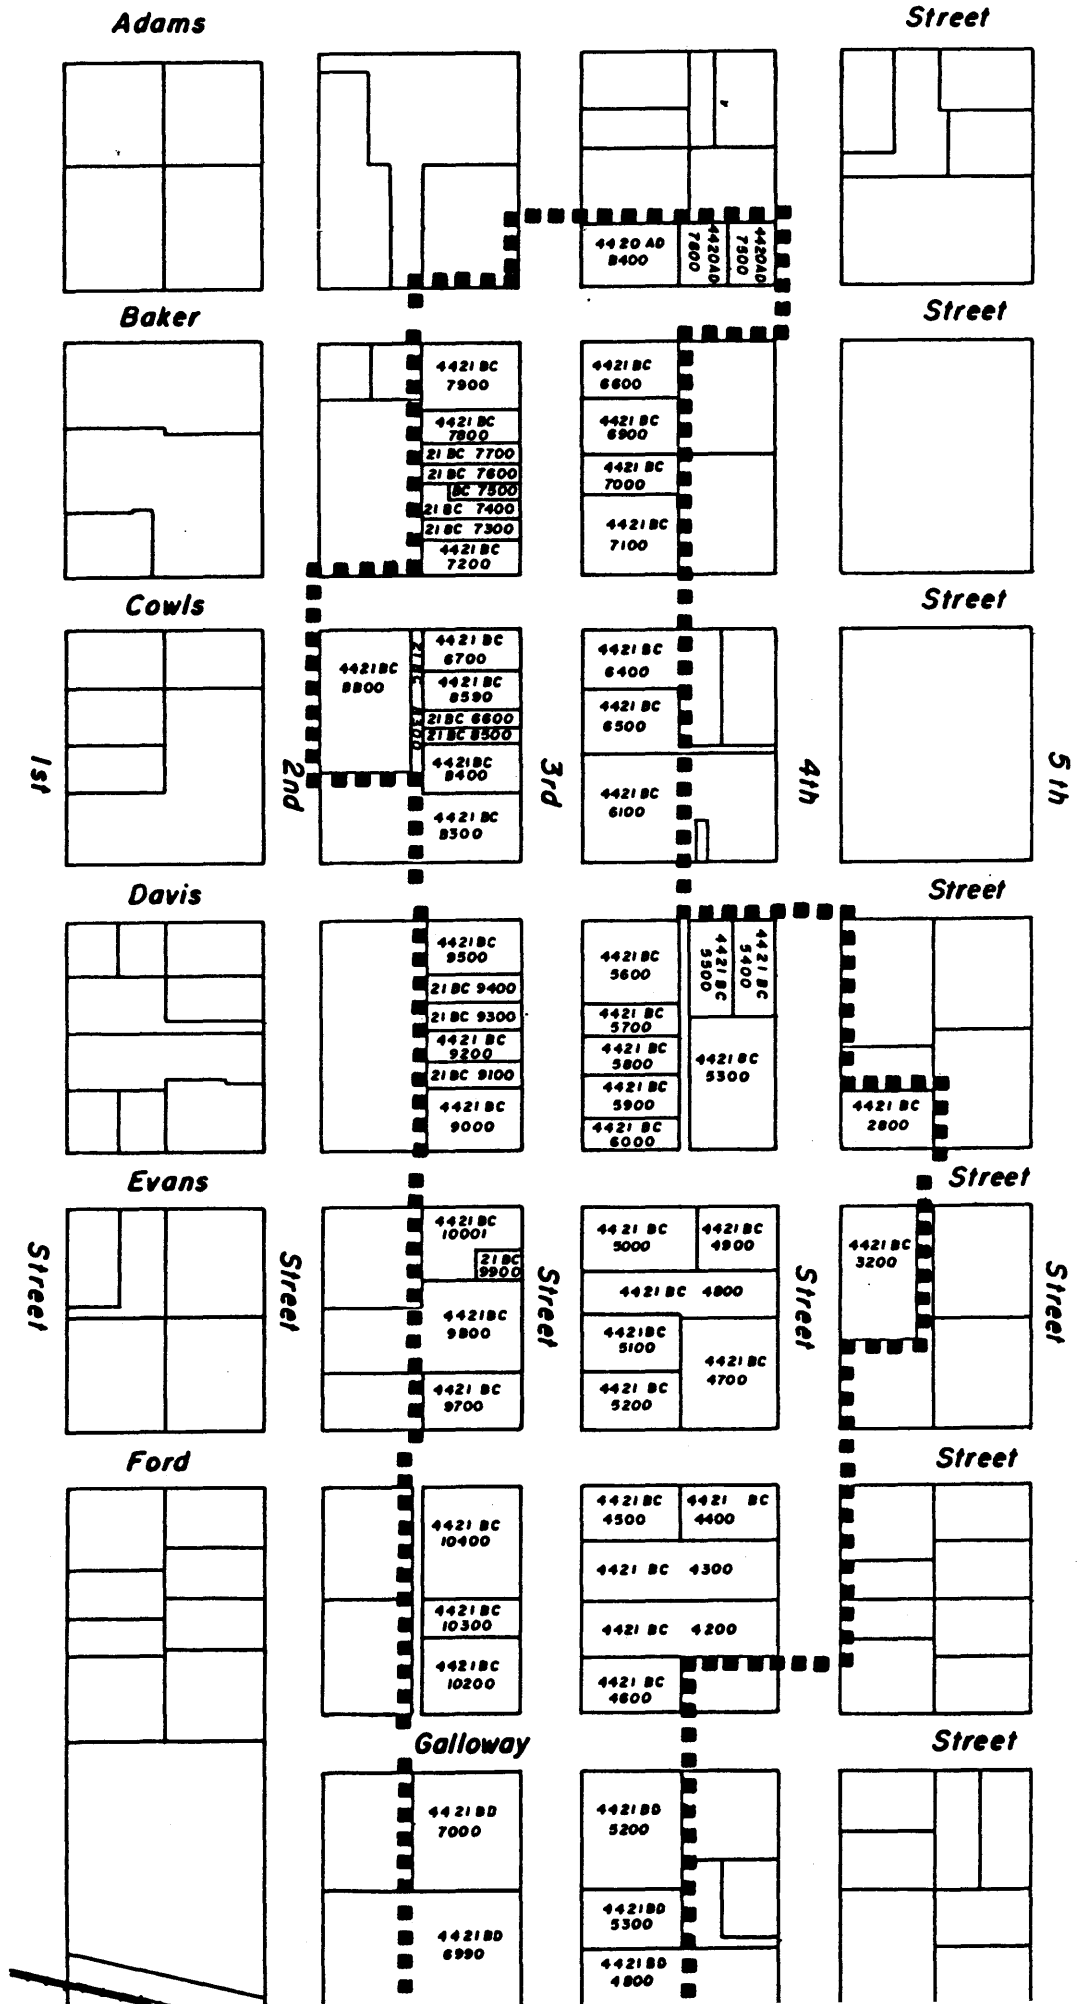 Adams
Street
4420 AD
8400
4420AD
7800
4420AD
7500
Baker
Street
4421 BC
7900
4421 BC
7800
21 BC 7700
21 BC 7600
BC 7500
21 BC 7400
21 BC 7300
4421 BC
7200
4421 BC
6600
4421 BC
6900
4421 BC
7000
4421 BC
7100
Cowls
Street
4421 BC
8800
21 BC 8300
4421 BC
6700
4421 BC
8590
21 BC 6600
21 BC 8500
4421 BC
8400
4421 BC
8300
4421 BC
6400
4421 BC
6500
4421 BC
6100
1st
2nd
3rd
4th
5th
Davis
Street
4421 BC
9500
21 BC 9400
21 BC 9300
4421 BC
9200
21 BC 9100
4421 BC
9000
4421 BC
5600
4421 BC
5700
4421 BC
5800
4421 BC
5900
4421 BC
6000
4421 BC
5500
4421 BC
5400
4421 BC
5300
4421 BC
2800
Evans
Street
4421 BC
10001
21 BC
9900
4421 BC
9800
4421 BC
9700
4421 BC
5000
4421 BC
4900
4421 BC 4800
4421 BC
5100
4421 BC
4700
4421 BC
5200
4421 BC
3200
Street
Street
Street
Street
Street
Ford
Street
4421 BC
10400
4421 BC
10300
4421 BC
10200
4421 BC
4500
4421 BC
4400
4421 BC 4300
4421 BC 4200
4421 BC
4600
Galloway
Street
4421 BD
7000
4421 BD
6990
4421 BD
5200
4421 BD
5300
4421 BD
4800